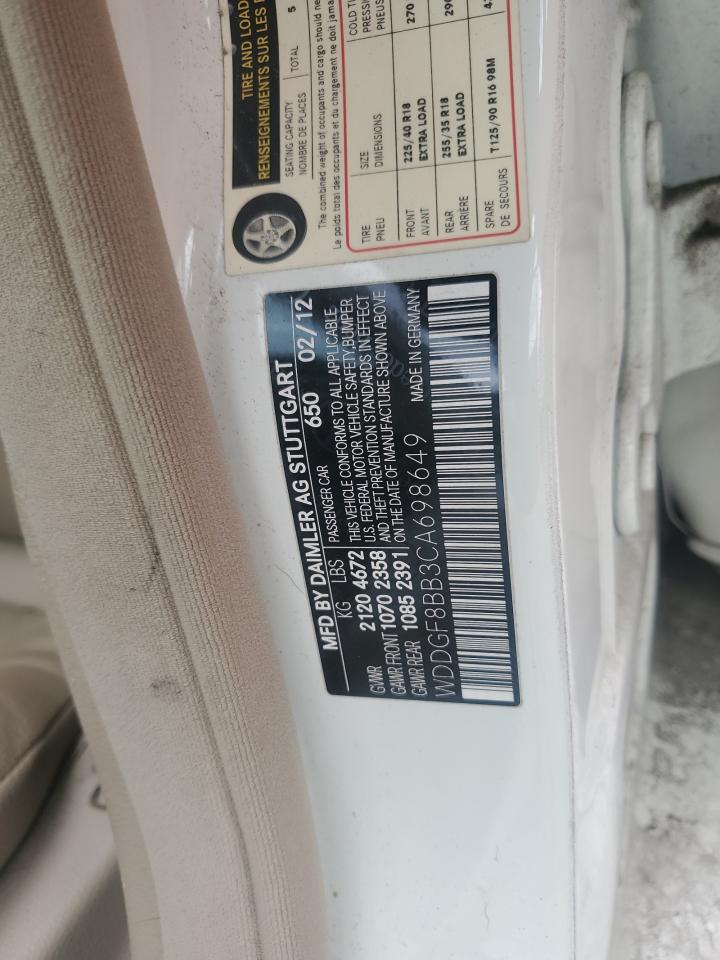 TIRE AND LOAD
RENSEIGNEMENTS SUR LES
SEATING CAPACITY
NOMBRE DE PLACES
TOTAL 5
The combined weight of occupants and cargo should ne
Le poids total des occupants et du chargement ne doit jama
TIRE SIZE COLD
PNEU DIMENSIONS PNEUS
FRONT 225/40 R18 270
AVANT EXTRA LOAD
REAR 255/35 R18 290
ARRIÈRE EXTRA LOAD
SPARE T125/90 R16 98M
DE SECOURS
MFD BY DAIMLER AG STUTTGART
KG LBS 650 02/12
GVWR 2120 4672
GAWR FRONT 1070 2358
GAWR REAR 1085 2391
PASSENGER CAR
THIS VEHICLE CONFORMS TO ALL APPLICABLE
U.S. FEDERAL MOTOR VEHICLE SAFETY, BUMPER
AND THEFT PREVENTION STANDARDS IN EFFECT
ON THE DATE OF MANUFACTURE SHOWN ABOVE
WDDGF8BB3CA698649 MADE IN GERMANY